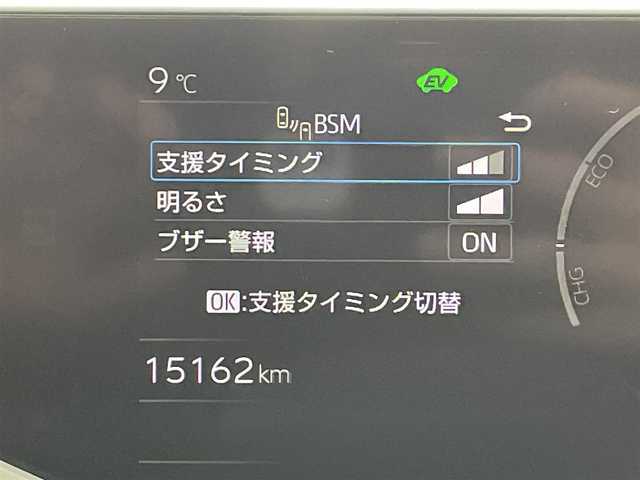 9℃
EV
BSM
支援タイミング
明るさ
ブザー警報 ON
OK:支援タイミング切替
ECO
CHG
15162km